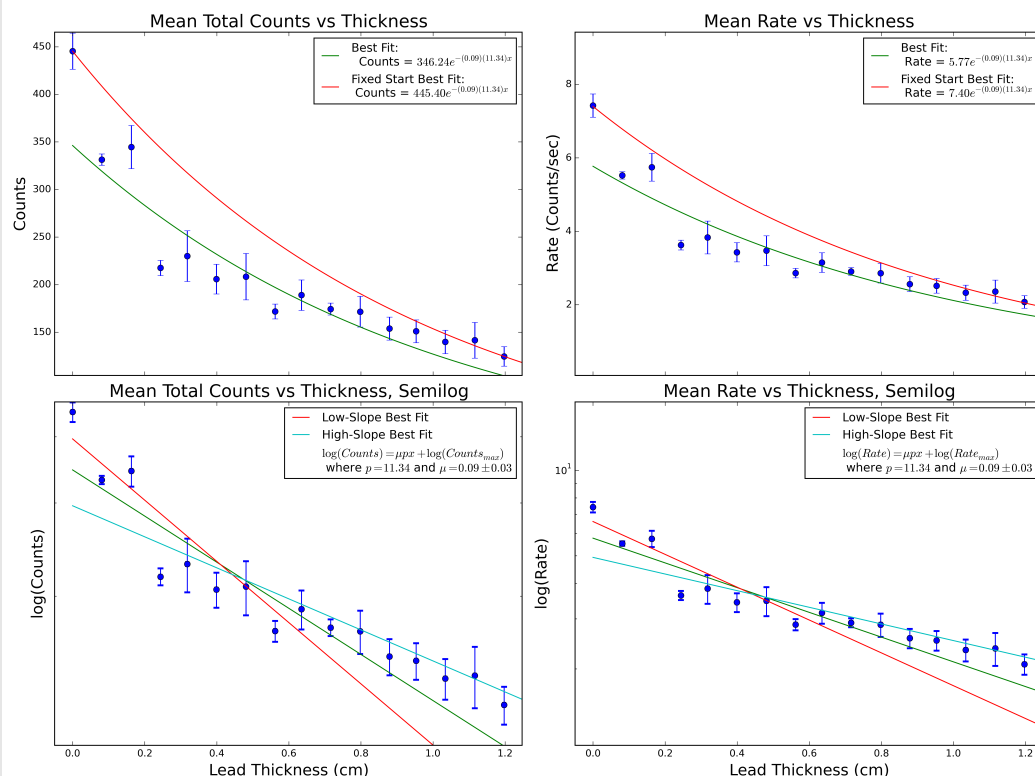 Mean Total Counts vs Thickness
Best Fit:
Counts = 346.24e^{-(0.09)(11.34)x}
Fixed Start Best Fit:
Counts = 445.40e^{-(0.09)(11.34)x}
450
400
350
300
250
200
150
Counts
Mean Rate vs Thickness
Best Fit:
Rate = 5.77e^{-(0.09)(11.34)x}
Fixed Start Best Fit:
Rate = 7.40e^{-(0.09)(11.34)x}
8
6
4
2
Rate (Counts/sec)
Mean Total Counts vs Thickness, Semilog
Low-Slope Best Fit
High-Slope Best Fit
log(Counts) = μpx + log(Counts_{max})
where p = 11.34 and μ = 0.09 ± 0.03
log(Counts)
0.0 0.2 0.4 0.6 0.8 1.0 1.2
Lead Thickness (cm)
Mean Rate vs Thickness, Semilog
Low-Slope Best Fit
High-Slope Best Fit
log(Rate) = μpx + log(Rate_{max})
where p = 11.34 and μ = 0.09 ± 0.03
10^1
log(Rate)
0.0 0.2 0.4 0.6 0.8 1.0 1.2
Lead Thickness (cm)